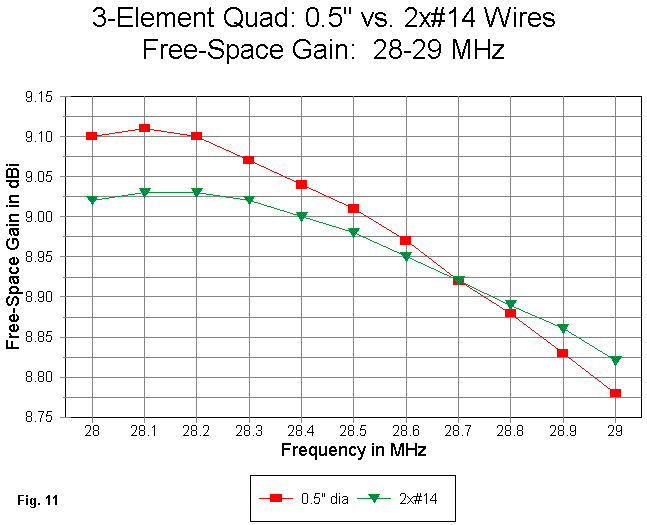 3-Element Quad: 0.5" vs. 2x#14 Wires
Free-Space Gain:  28-29 MHz
Free-Space Gain in dBi
9.15
9.10
9.05
9.00
8.95
8.90
8.85
8.80
8.75
28 28.1 28.2 28.3 28.4 28.5 28.6 28.7 28.8 28.9 29
Frequency in MHz
Fig. 11
0.5" dia 2x#14